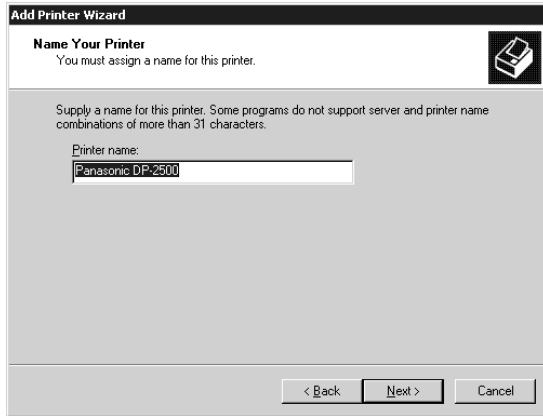 Add Printer Wizard
Name Your Printer
You must assign a name for this printer.
Supply a name for this printer. Some programs do not support server and printer name
combinations of more than 31 characters.
Printer name:
Panasonic DP-2500
< Back Next > Cancel